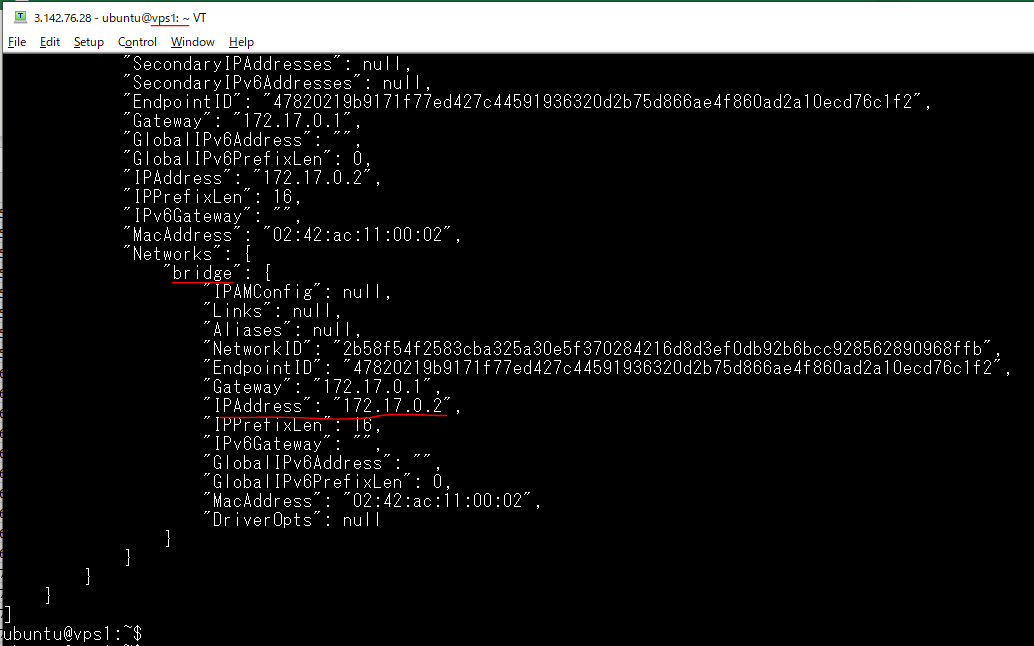 3.142.76.28 - ubuntu@vps1: ~ VT
File Edit Setup Control Window Help
"SecondaryIPAddresses": null,
"SecondaryIPv6Addresses": null,
"EndpointID": "47820219b9171f77ed427c44591936320d2b75d866ae4f860ad2a10ecd76c1f2",
"Gateway": "172.17.0.1",
"GlobalIPv6Address": "",
"GlobalIPv6PrefixLen": 0,
"IPAddress": "172.17.0.2",
"IPPrefixLen": 16,
"IPv6Gateway": "",
"MacAddress": "02:42:ac:11:00:02",
"Networks": {
"bridge": {
"IPAMConfig": null,
"Links": null,
"Aliases": null,
"NetworkID": "2b58f54f2583cba325a30e5f370284216d8d3ef0db92b6bcc928562890968ffb",
"EndpointID": "47820219b9171f77ed427c44591936320d2b75d866ae4f860ad2a10ecd76c1f2",
"Gateway": "172.17.0.1",
"IPAddress": "172.17.0.2",
"IPPrefixLen": 16,
"IPv6Gateway": "",
"GlobalIPv6Address": "",
"GlobalIPv6PrefixLen": 0,
"MacAddress": "02:42:ac:11:00:02",
"DriverOpts": null
}
}
}
}
]
ubuntu@vps1:~$